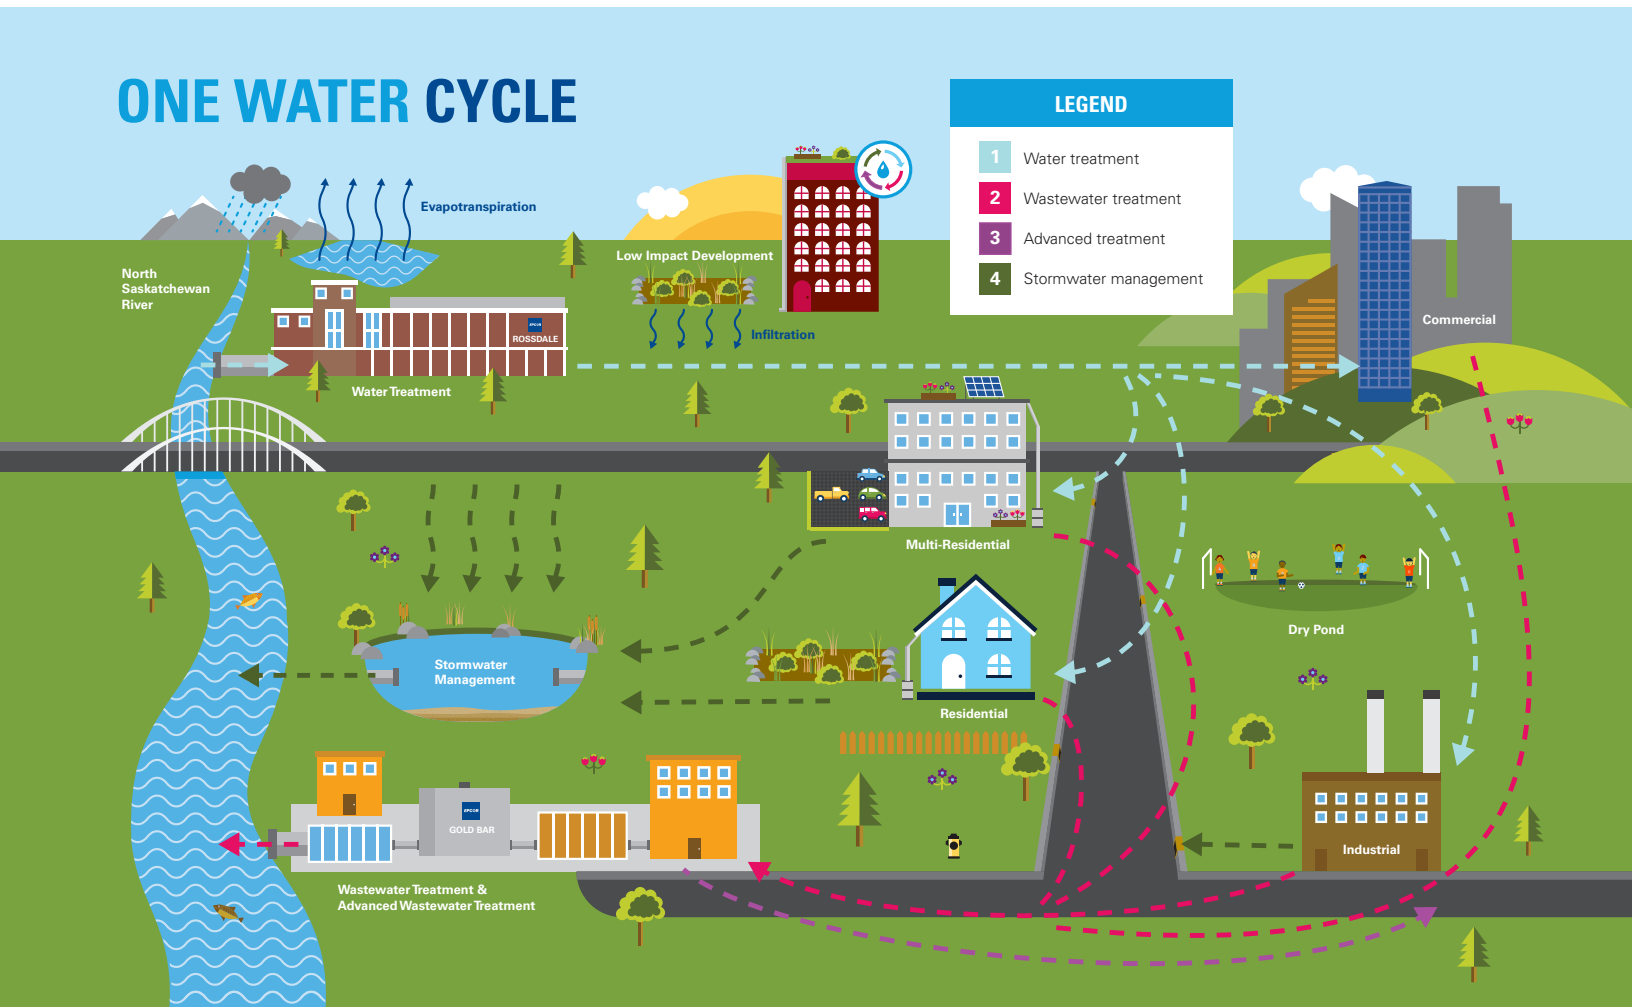 ONE WATER CYCLE
LEGEND
1 Water treatment
2 Wastewater treatment
3 Advanced treatment
4 Stormwater management
Evapotranspiration
North
Saskatchewan
River
Low Impact Development
Infiltration
Commercial
EPCOR
ROSSDALE
Water Treatment
Multi-Residential
Dry Pond
Stormwater
Management
Residential
EPCOR
GOLD BAR
Industrial
Wastewater Treatment &
Advanced Wastewater Treatment